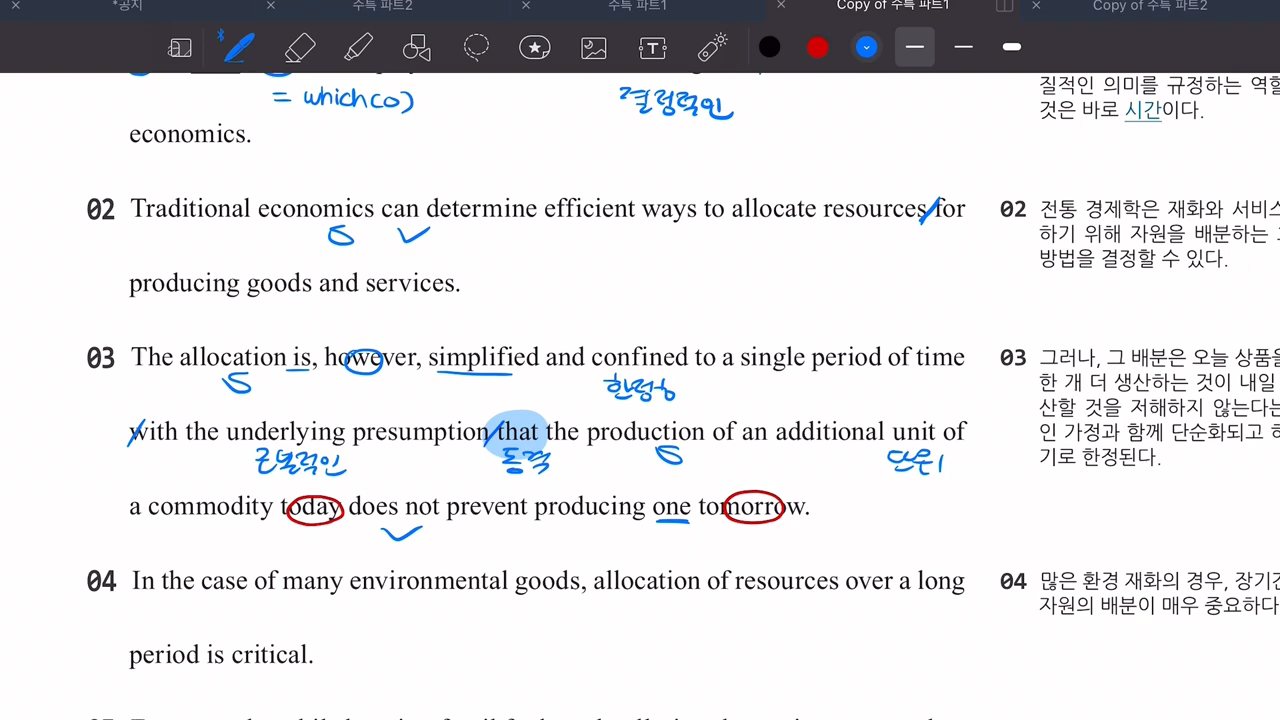 *공지
수특 파트2
수특 파트1
Copy of 수특 파트1
Copy of 수특 파트2
= which(o)
결정적인
economics.
질적인 의미를 규정하는 역할
것은 바로 시간이다.
02 Traditional economics can determine efficient ways to allocate resources for
S
producing goods and services.
02 전통 경제학은 재화와 서비스
하기 위해 자원을 배분하는
방법을 결정할 수 있다.
03 The allocation is, however, simplified and confined to a single period of time
S 한정하
with the underlying presumption that the production of an additional unit of
근본적인 동격 S 단위
a commodity today does not prevent producing one tomorrow.
03 그러나, 그 배분은 오늘 상품을
한 개 더 생산하는 것이 내일
산할 것을 저해하지 않는다는
인 가정과 함께 단순화되고 한
기로 한정된다.
04 In the case of many environmental goods, allocation of resources over a long
period is critical.
04 많은 환경 재화의 경우, 장기간
자원의 배분이 매우 중요하다